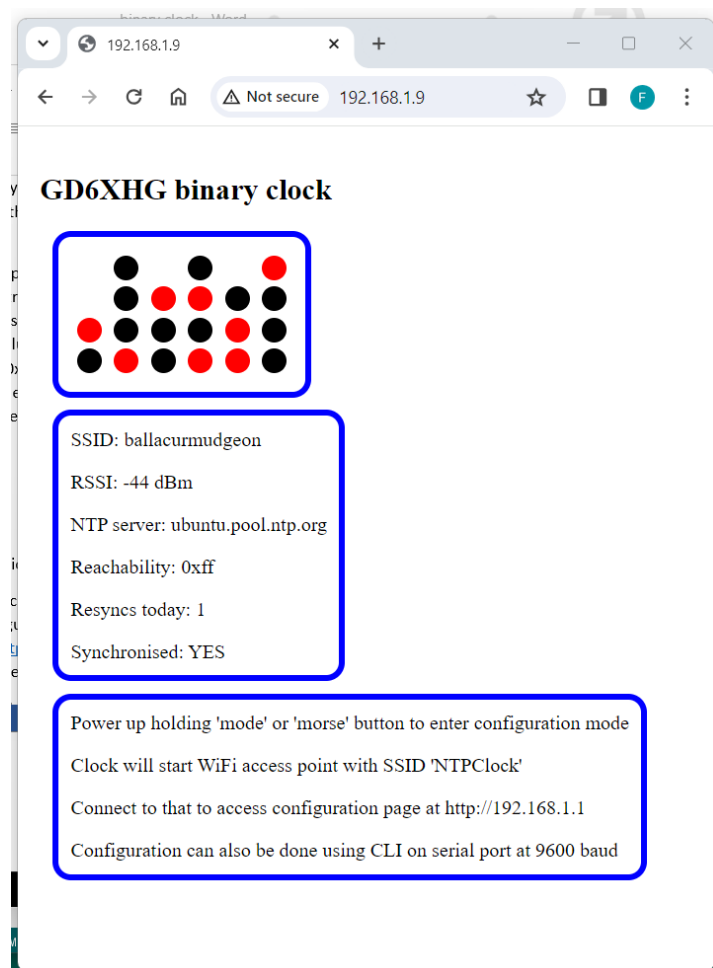 binary clock - Word
192.168.1.9
Not secure 192.168.1.9
F
GD6XHG binary clock
SSID: ballacurmudgeon
RSSI: -44 dBm
NTP server: ubuntu.pool.ntp.org
Reachability: 0xff
Resyncs today: 1
Synchronised: YES
Power up holding 'mode' or 'morse' button to enter configuration mode
Clock will start WiFi access point with SSID 'NTPClock'
Connect to that to access configuration page at http://192.168.1.1
Configuration can also be done using CLI on serial port at 9600 baud